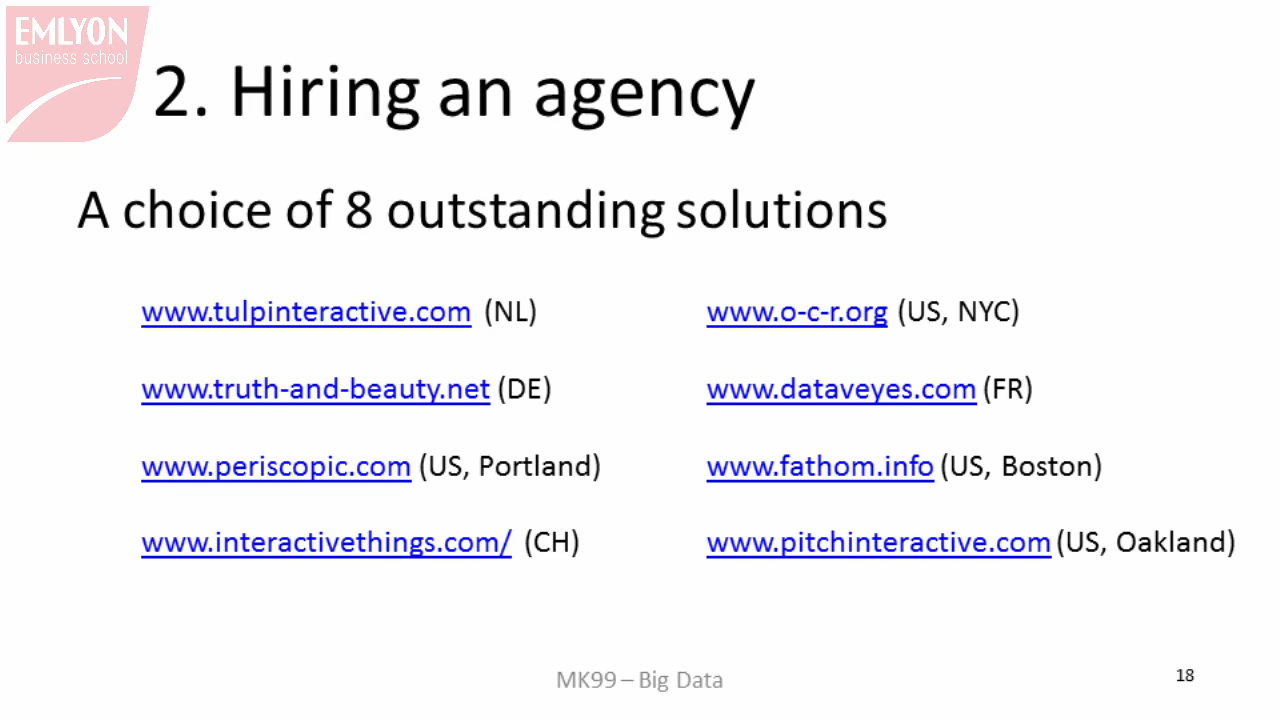 EMLYON
business school
2. Hiring an agency
A choice of 8 outstanding solutions
www.tulpinteractive.com (NL)
www.truth-and-beauty.net (DE)
www.periscopic.com (US, Portland)
www.interactivethings.com/ (CH)
www.o-c-r.org (US, NYC)
www.dataveyes.com (FR)
www.fathom.info (US, Boston)
www.pitchinteractive.com (US, Oakland)
MK99 – Big Data
18